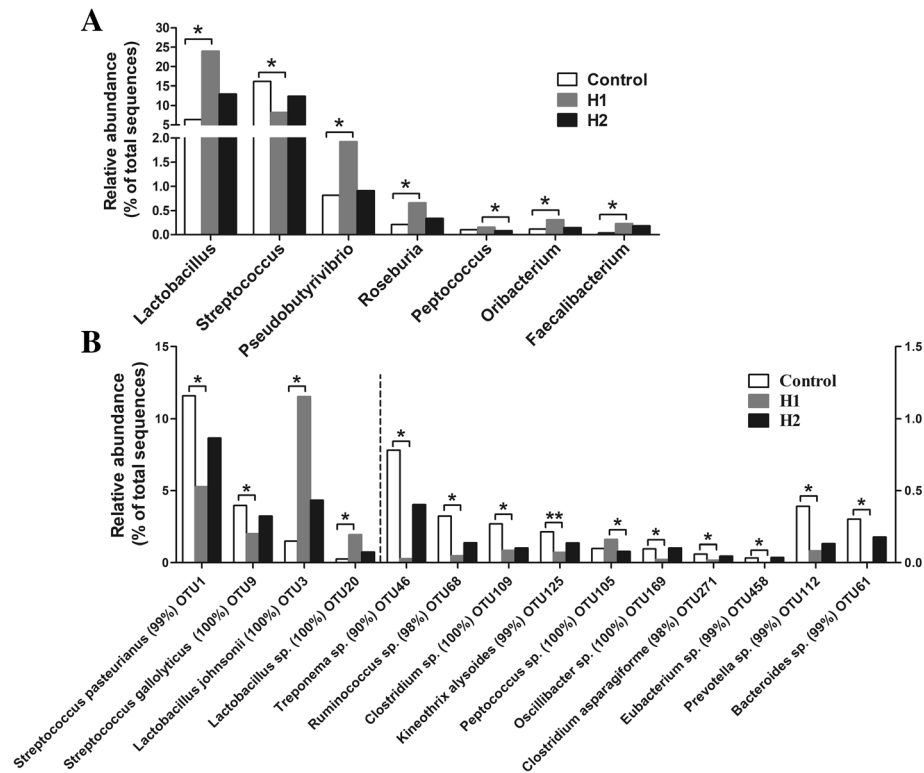 A
Relative abundance
(% of total sequences)
30
25
20
15
10
5
2.0
1.5
1.0
0.5
0.0
*
*
*
*
*
*
*
Control
H1
H2
Lactobacillus
Streptococcus
Pseudobutyrivibrio
Roseburia
Peptococcus
Oribacterium
Faecalibacterium
B
Relative abundance
(% of total sequences)
15
10
5
0
*
*
*
*
*
*
*
**
*
*
*
*
*
*
Control
H1
H2
1.5
1.0
0.5
0.0
Streptococcus pasteurianus (99%) OTU1
Streptococcus gallolyticus (100%) OTU9
Lactobacillus johnsonii (100%) OTU3
Lactobacillus sp. (100%) OTU20
Treponema sp. (90%) OTU46
Ruminococcus sp. (98%) OTU68
Clostridium sp. (100%) OTU109
Kineothrix alysoides (99%) OTU125
Peptcoccus sp. (100%) OTU105
Oscillibacter sp. (100%) OTU169
Clostridium asparagiforme (98%) OTU271
Eubacterium sp. (99%) OTU458
Prevotella sp. (99%) OTU112
Bacteroides sp. (99%) OTU61